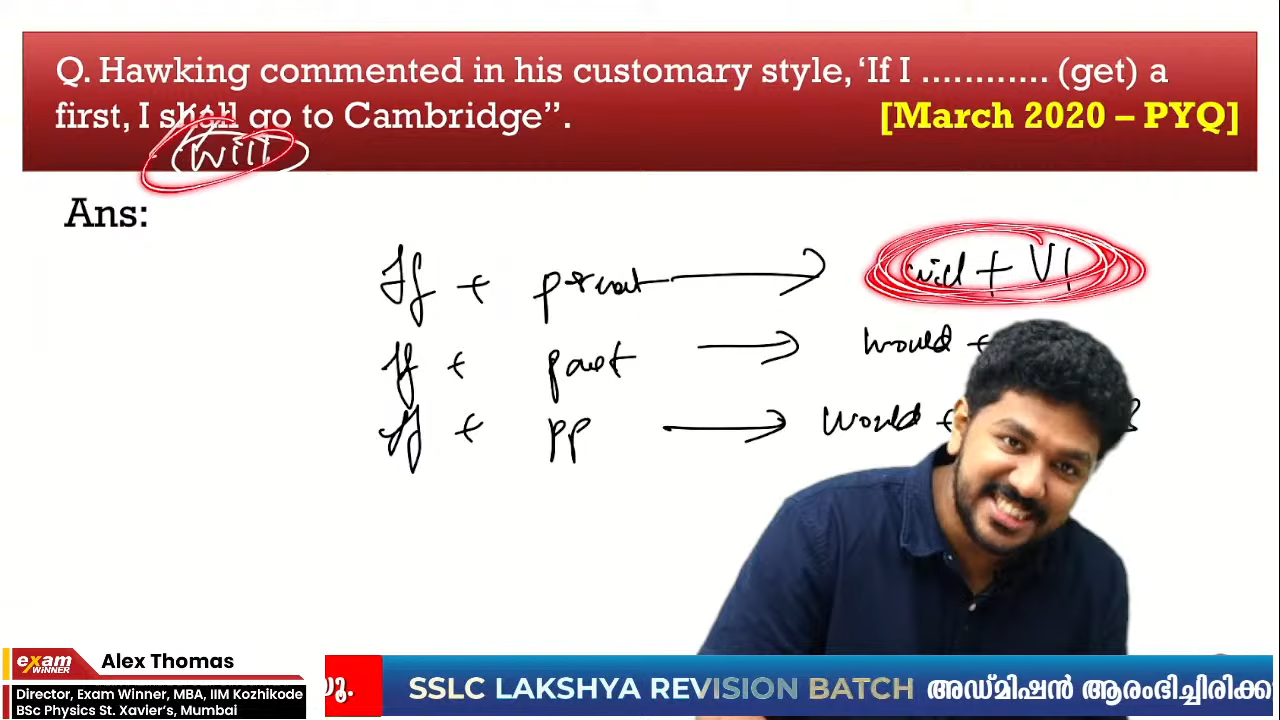 Q. Hawking commented in his customary style, ‘If I ………… (get) a
first, I shall go to Cambridge”.
[March 2020 – PYQ]
(will)
Ans:
If + present → will + V1
If + past → would +
If + pp → would + 3
exam WINNER
Alex Thomas
Director, Exam Winner, MBA, IIM Kozhikode
BSc Physics St. Xavier's, Mumbai
യൂ.
SSLC LAKSHYA REVISION BATCH അഡ്മിഷൻ ആരംഭിച്ചിരിക്ക